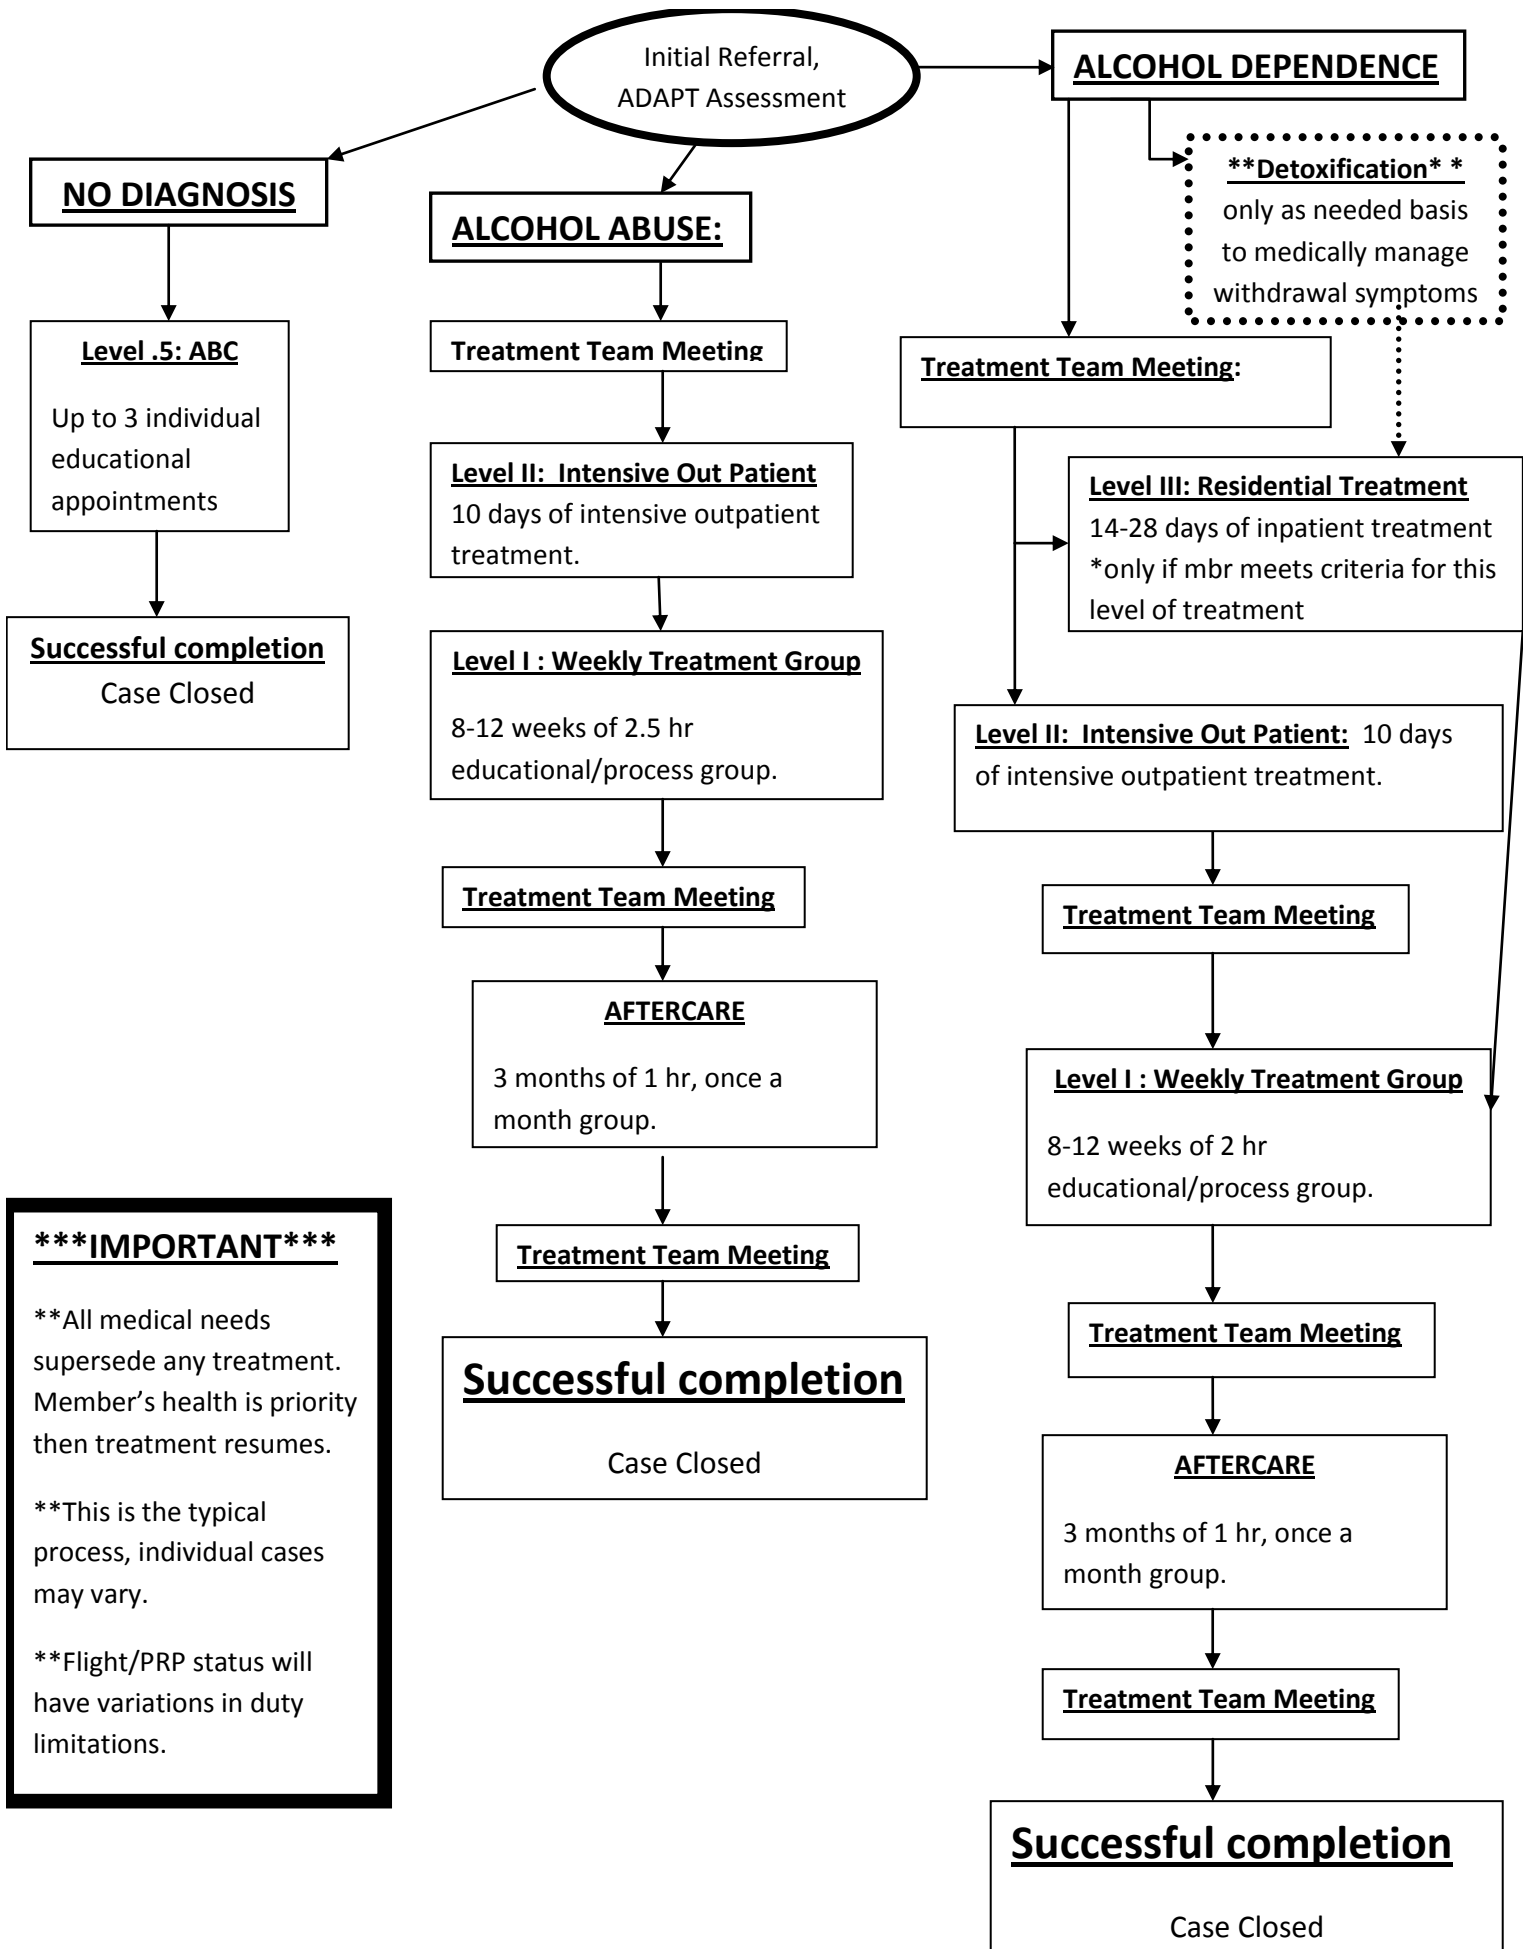 Initial Referral,
ADAPT Assessment
ALCOHOL DEPENDENCE
**Detoxification* *
only as needed basis
to medically manage
withdrawal symptoms
NO DIAGNOSIS
ALCOHOL ABUSE:
Level .5: ABC
Up to 3 individual
educational
appointments
Successful completion
Case Closed
Treatment Team Meeting
Level II:  Intensive Out Patient
10 days of intensive outpatient
treatment.
Level I : Weekly Treatment Group
8-12 weeks of 2.5 hr
educational/process group.
Treatment Team Meeting
AFTERCARE
3 months of 1 hr, once a
month group.
Treatment Team Meeting
Successful completion
Case Closed
Treatment Team Meeting:
Level III: Residential Treatment
14-28 days of inpatient treatment
*only if mbr meets criteria for this
level of treatment
Level II:  Intensive Out Patient:  10 days
of intensive outpatient treatment.
Treatment Team Meeting
Level I : Weekly Treatment Group
8-12 weeks of 2 hr
educational/process group.
Treatment Team Meeting
AFTERCARE
3 months of 1 hr, once a
month group.
Treatment Team Meeting
Successful completion
Case Closed
***IMPORTANT***
**All medical needs
supersede any treatment.
Member’s health is priority
then treatment resumes.
**This is the typical
process, individual cases
may vary.
**Flight/PRP status will
have variations in duty
limitations.